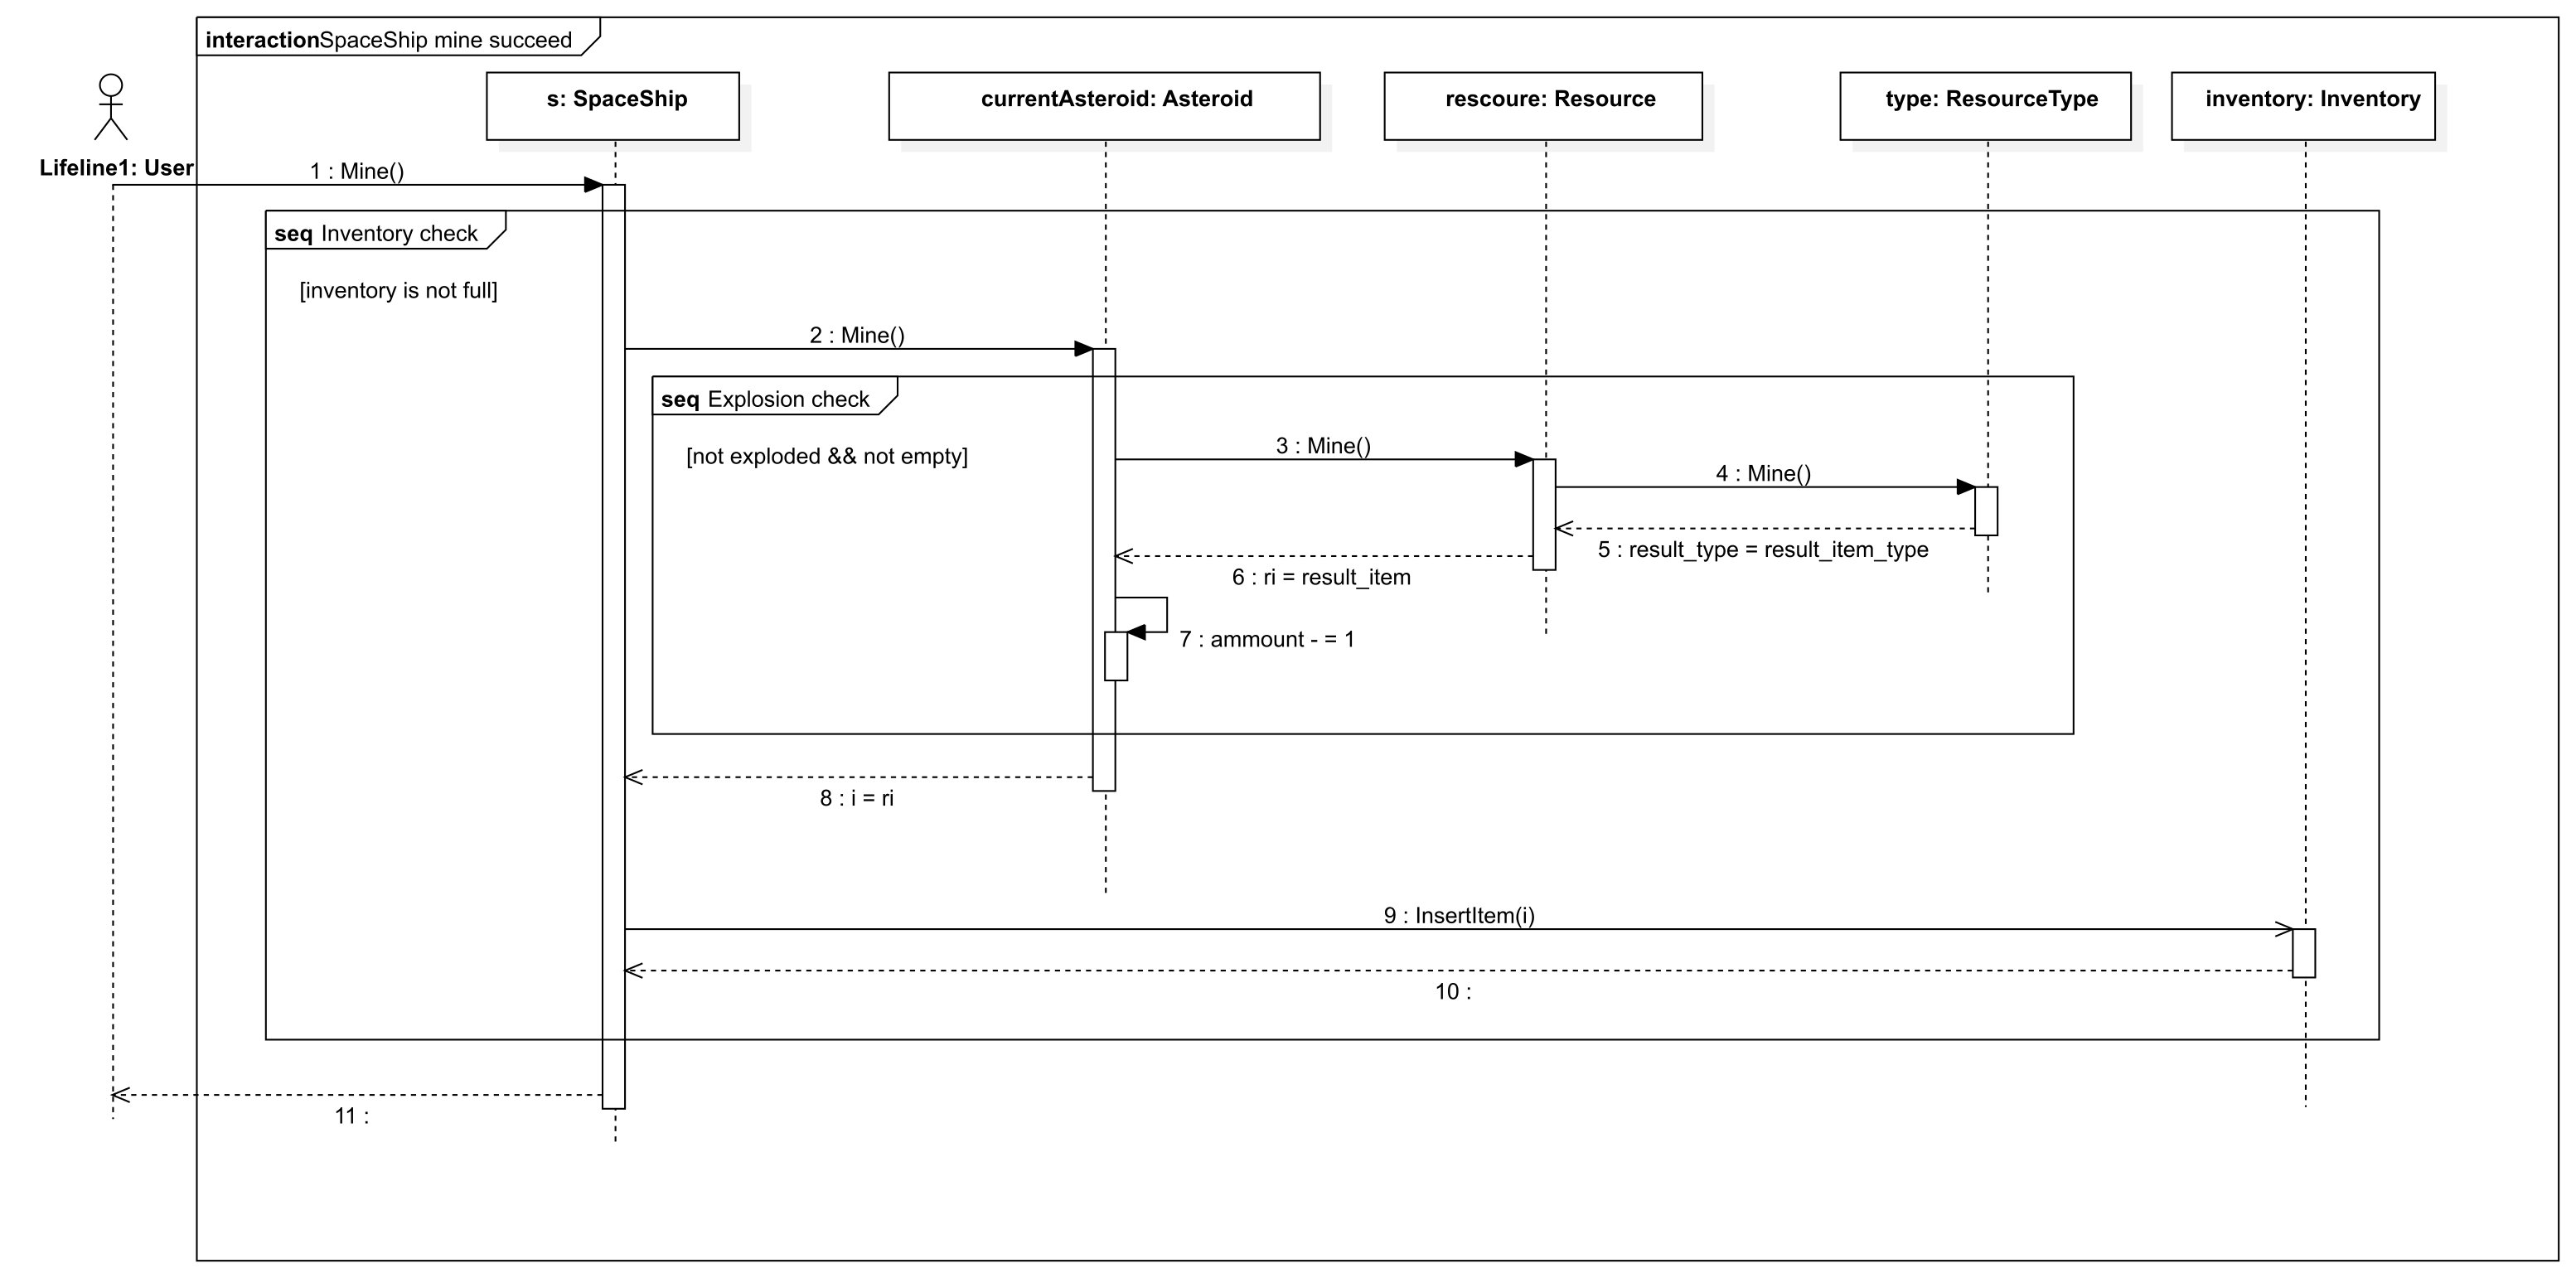 interactionSpaceShip mine succeed
s: SpaceShip
currentAsteroid: Asteroid
rescoure: Resource
type: ResourceType
inventory: Inventory
Lifeline1: User
1 : Mine()
seq Inventory check
[inventory is not full]
2 : Mine()
seq Explosion check
[not exploded && not empty]
3 : Mine()
4 : Mine()
5 : result_type = result_item_type
6 : ri = result_item
7 : ammount - = 1
8 : i = ri
9 : InsertItem(i)
10 :
11 :